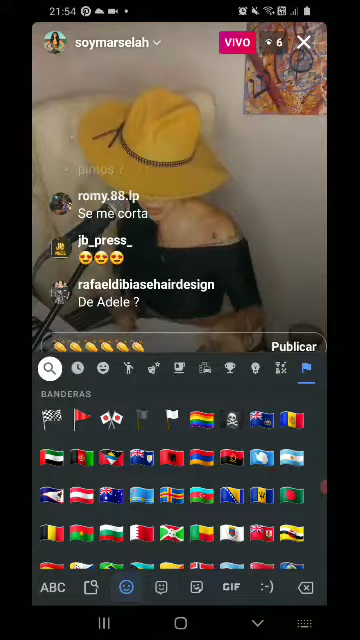 21:54
soymarselah
VIVO
6
pintos ?
romy.88.lp
Se me corta
jb_press_
😍😍😍
rafaeldibiasehairdesign
De Adele ?
👏👏👏👏👏👏
Publicar
BANDERAS
ABC
GIF
:-)